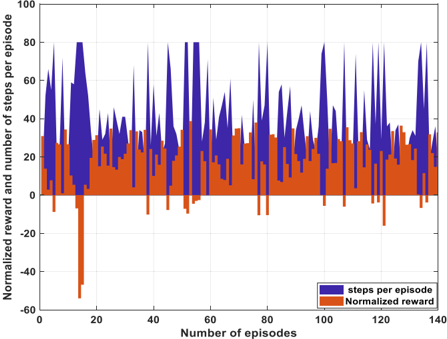 100
80
60
40
20
0
-20
-40
-60
Normalized reward and number of steps per episode
0 20 40 60 80 100 120 140
Number of episodes
steps per episode
Normalized reward